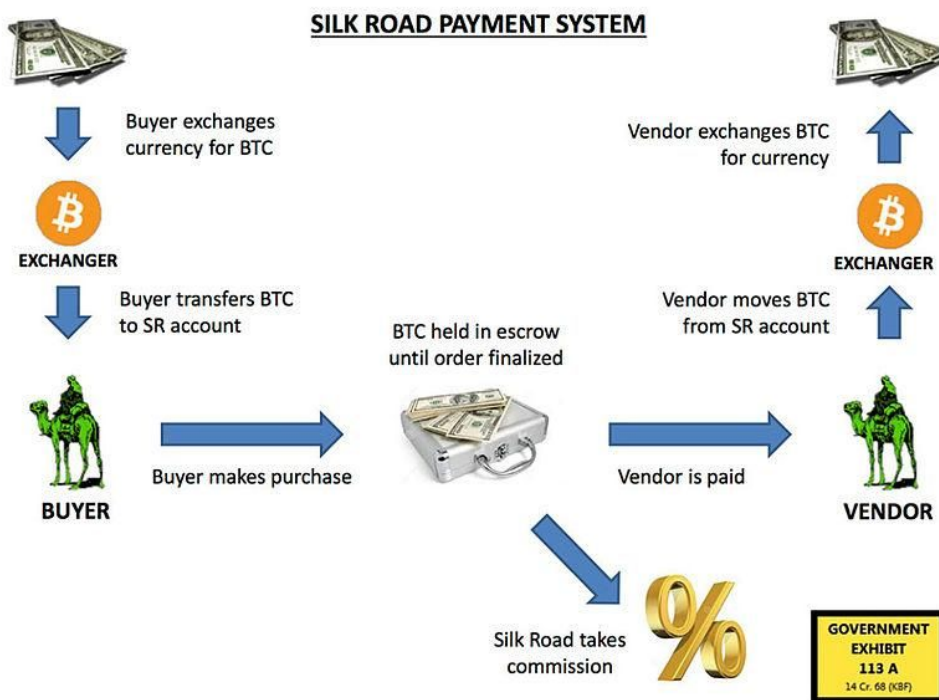 SILK ROAD PAYMENT SYSTEM
Buyer exchanges
currency for BTC
EXCHANGER
Buyer transfers BTC
to SR account
BUYER
Buyer makes purchase
BTC held in escrow
until order finalized
Silk Road takes
commission
Vendor is paid
VENDOR
Vendor moves BTC
from SR account
EXCHANGER
Vendor exchanges BTC
for currency
GOVERNMENT
EXHIBIT
113 A
14 Cr. 68 (KBF)